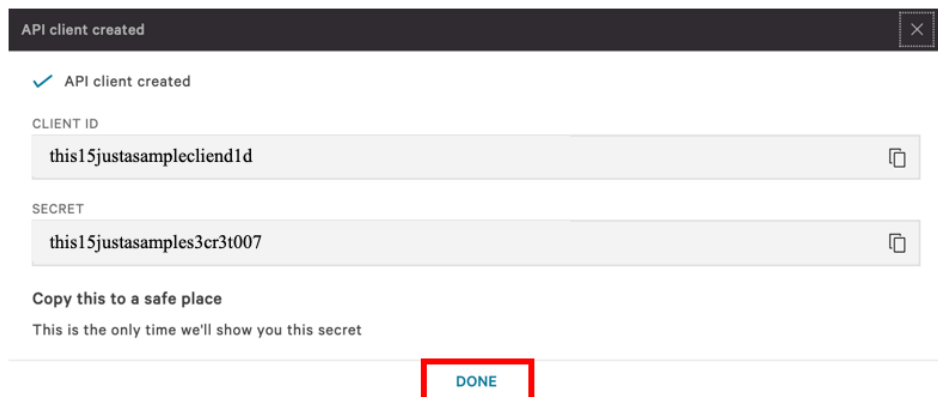 API client created
API client created
CLIENT ID
this15justasamplecliend1d
SECRET
this15justasamples3cr3t007
Copy this to a safe place
This is the only time we'll show you this secret
DONE